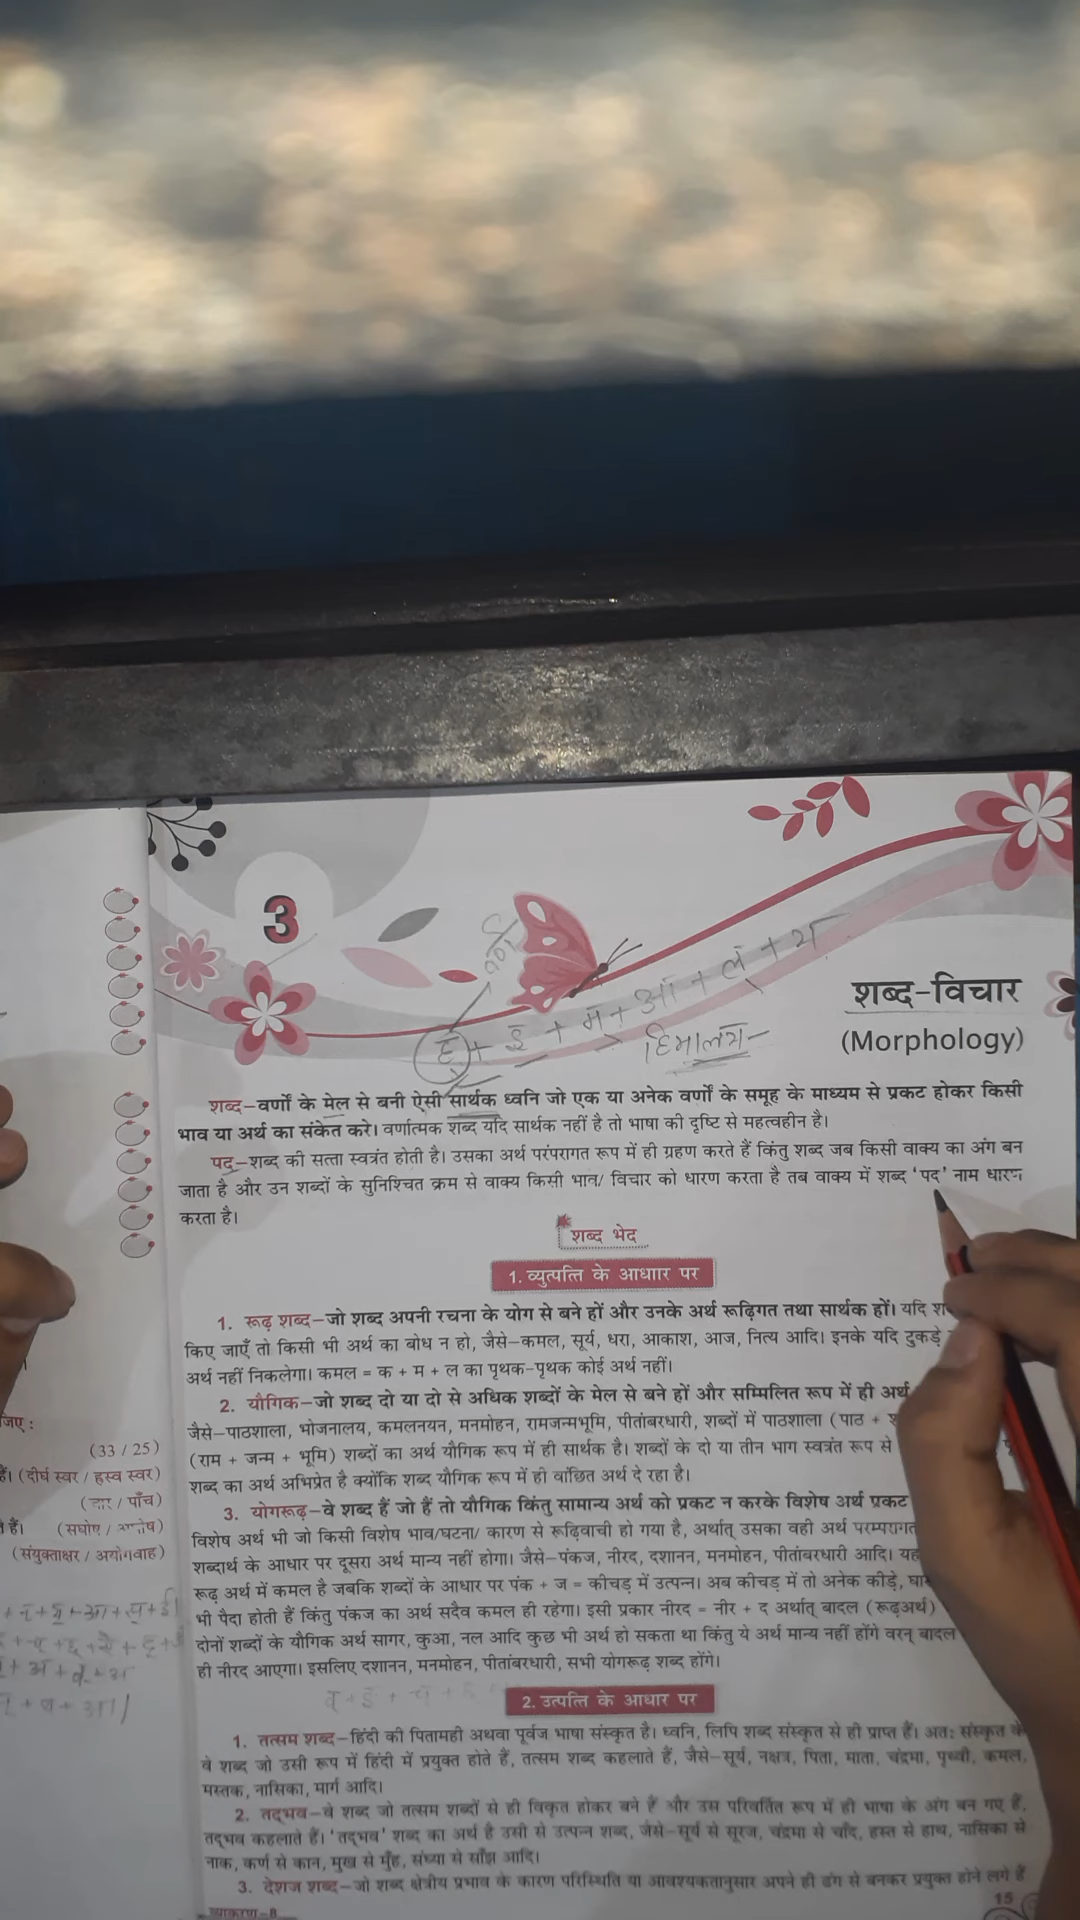 3
वर्ण
ह् + इ + म् + आ + ल् + य
हिमालय
शब्द-विचार
(Morphology)
शब्द–वर्णों के मेल से बनी ऐसी सार्थक ध्वनि जो एक या अनेक वर्णों के समूह के माध्यम से प्रकट होकर किसी
भाव या अर्थ का संकेत करे। वर्णात्मक शब्द यदि सार्थक नहीं है तो भाषा की दृष्टि से महत्वहीन है।
पद–शब्द की सत्ता स्वत्रंत होती है। उसका अर्थ परंपरागत रूप में ही ग्रहण करते हैं किंतु शब्द जब किसी वाक्य का अंग बन
जाता है और उन शब्दों के सुनिश्चित क्रम से वाक्य किसी भाव/ विचार को धारण करता है तब वाक्य में शब्द ‘पद’ नाम धारण
करता है।
शब्द भेद
1. व्युत्पत्ति के आधाार पर
1. रूढ़ शब्द–जो शब्द अपनी रचना के योग से बने हों और उनके अर्थ रूढ़िगत तथा सार्थक हों। यदि
किए जाएँ तो किसी भी अर्थ का बोध न हो, जैसे–कमल, सूर्य, धरा, आकाश, आज, नित्य आदि। इनके यदि टुकड़े
अर्थ नहीं निकलेगा। कमल = क + म + ल का पृथक-पृथक कोई अर्थ नहीं।
2. यौगिक–जो शब्द दो या दो से अधिक शब्दों के मेल से बने हों और सम्मिलित रूप में ही अर्थ
जैसे–पाठशाला, भोजनालय, कमलनयन, मनमोहन, रामजन्मभूमि, पीतांबरधारी, शब्दों में पाठशाला (पाठ +
(राम + जन्म + भूमि) शब्दों का अर्थ यौगिक रूप में ही सार्थक है। शब्दों के दो या तीन भाग स्वत्रंत रूप से
शब्द का अर्थ अभिप्रेत है क्योंकि शब्द यौगिक रूप में ही वांछित अर्थ दे रहा है।
3. योगरूढ़–वे शब्द हैं जो हैं तो यौगिक किंतु सामान्य अर्थ को प्रकट न करके विशेष अर्थ प्रकट
विशेष अर्थ भी जो किसी विशेष भाव/घटना/ कारण से रूढ़िवाची हो गया है, अर्थात् उसका वही अर्थ परम्परागत
शब्दार्थ के आधार पर दूसरा अर्थ मान्य नहीं होगा। जैसे–पंकज, नीरद, दशानन, मनमोहन, पीतांबरधारी आदि।
रूढ़ अर्थ में कमल है जबकि शब्दों के आधार पर पंक + ज = कीचड़ में उत्पन्न। अब कीचड़ में तो अनेक कीड़े,
भी पैदा होती हैं किंतु पंकज का अर्थ सदैव कमल ही रहेगा। इसी प्रकार नीरद = नीर + द अर्थात् बादल (रूढ़अर्थ)
दोनों शब्दों के यौगिक अर्थ सागर, कुआ, नल आदि कुछ भी अर्थ हो सकता था किंतु ये अर्थ मान्य नहीं होंगे वरन् बादल
ही नीरद आएगा। इसलिए दशानन, मनमोहन, पीतांबरधारी, सभी योगरूढ़ शब्द होंगे।
2. उत्पत्ति के आधार पर
1. तत्सम शब्द–हिंदी की पितामही अथवा पूर्वज भाषा संस्कृत है। ध्वनि, लिपि शब्द संस्कृत से ही प्राप्त हैं। अतः संस्कृत के
वे शब्द जो उसी रूप में हिंदी में प्रयुक्त होते हैं, तत्सम शब्द कहलाते हैं, जैसे–सूर्य, नक्षत्र, पिता, माता, चंद्रमा, पृथ्वी, कमल,
मस्तक, नासिका, मार्ग आदि।
2. तद्भव–वे शब्द जो तत्सम शब्दों से ही विकृत होकर बने हैं और उस परिवर्तित रूप में ही भाषा के अंग बन गए हैं,
तद्भव कहलाते हैं। ‘तद्भव’ शब्द का अर्थ है उसी से उत्पन्न शब्द, जैसे–सूर्य से सूरज, चंद्रमा से चाँद, हस्त से हाथ, नासिका से
नाक, कर्ण से कान, मुख से मुँह, संध्या से साँझ आदि।
3. देशज शब्द–जो शब्द क्षेत्रीय प्रभाव के कारण परिस्थिति या आवश्यकतानुसार अपने ही ढंग से बनकर प्रयुक्त होने लगे हैं
व्याकरण–8
15
(33 / 25)
(दीर्घ स्वर / ह्रस्व स्वर)
(चार / पाँच)
हैं। (सघोष / अघोष)
(संयुक्ताक्षर / अयोगवाह)